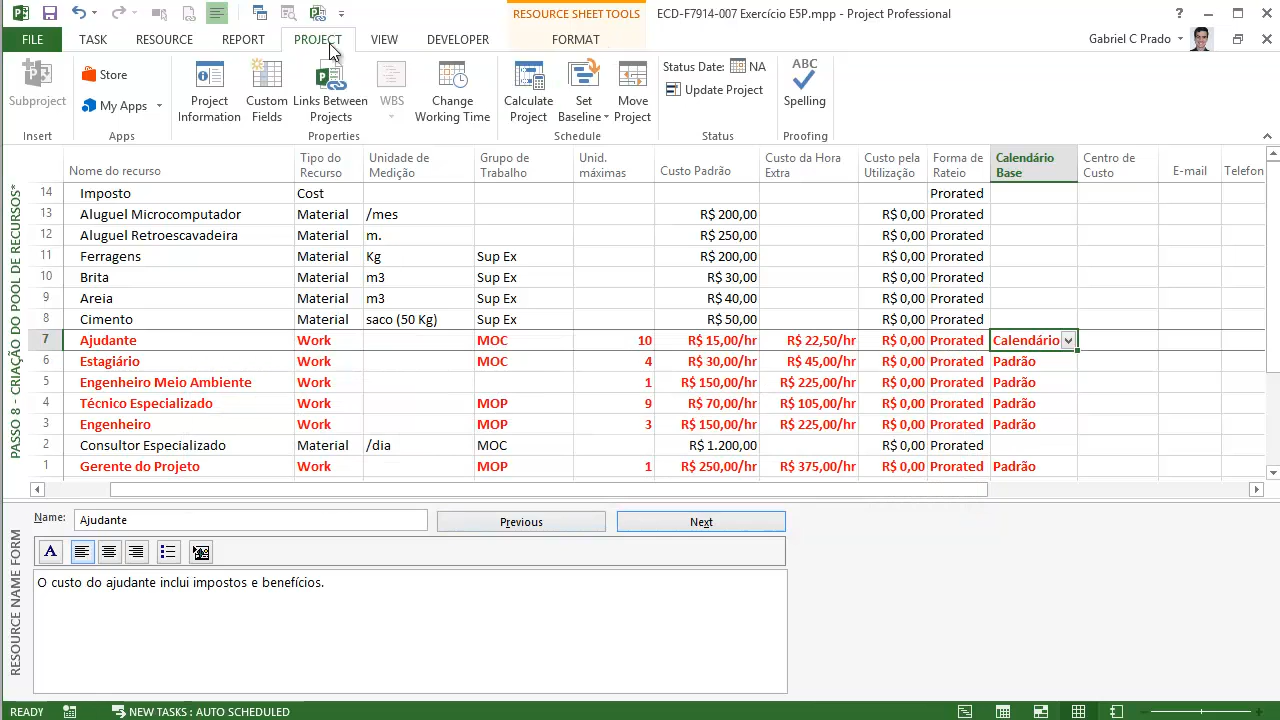 RESOURCE SHEET TOOLS
ECD-F7914-007 Exercício E5P.mpp - Project Professional
FILE TASK RESOURCE REPORT PROJECT VIEW DEVELOPER FORMAT
Gabriel C Prado
Subproject
Store
My Apps
Project Information
Custom Fields
Links Between Projects
WBS
Change Working Time
Calculate Project
Set Baseline
Move Project
Status Date: NA
Update Project
ABC
Spelling
Insert Apps Properties Schedule Status Proofing
PASSO 8 - CRIAÇÃO DO POOL DE RECURSOS*
Nome do recurso Tipo do Recurso Unidade de Medição Grupo de Trabalho Unid. máximas Custo Padrão Custo da Hora Extra Custo pela Utilização Forma de Rateio Calendário Base Centro de Custo E-mail Telefon
14 Imposto Cost Prorated
13 Aluguel Microcomputador Material /mes R$ 200,00 R$ 0,00 Prorated
12 Aluguel Retroescavadeira Material m. R$ 250,00 R$ 0,00 Prorated
11 Ferragens Material Kg Sup Ex R$ 200,00 R$ 0,00 Prorated
10 Brita Material m3 Sup Ex R$ 30,00 R$ 0,00 Prorated
9 Areia Material m3 Sup Ex R$ 40,00 R$ 0,00 Prorated
8 Cimento Material saco (50 Kg) Sup Ex R$ 50,00 R$ 0,00 Prorated
7 Ajudante Work MOC 10 R$ 15,00/hr R$ 22,50/hr R$ 0,00 Prorated Calendário
6 Estagiário Work MOC 4 R$ 30,00/hr R$ 45,00/hr R$ 0,00 Prorated Padrão
5 Engenheiro Meio Ambiente Work 1 R$ 150,00/hr R$ 225,00/hr R$ 0,00 Prorated Padrão
4 Técnico Especializado Work MOP 9 R$ 70,00/hr R$ 105,00/hr R$ 0,00 Prorated Padrão
3 Engenheiro Work MOP 3 R$ 150,00/hr R$ 225,00/hr R$ 0,00 Prorated Padrão
2 Consultor Especializado Material /dia MOC R$ 1.200,00 R$ 0,00 Prorated
1 Gerente do Projeto Work MOP 1 R$ 250,00/hr R$ 375,00/hr R$ 0,00 Prorated Padrão
RESOURCE NAME FORM
Name: Ajudante Previous Next
A
O custo do ajudante inclui impostos e benefícios.
READY NEW TASKS : AUTO SCHEDULED